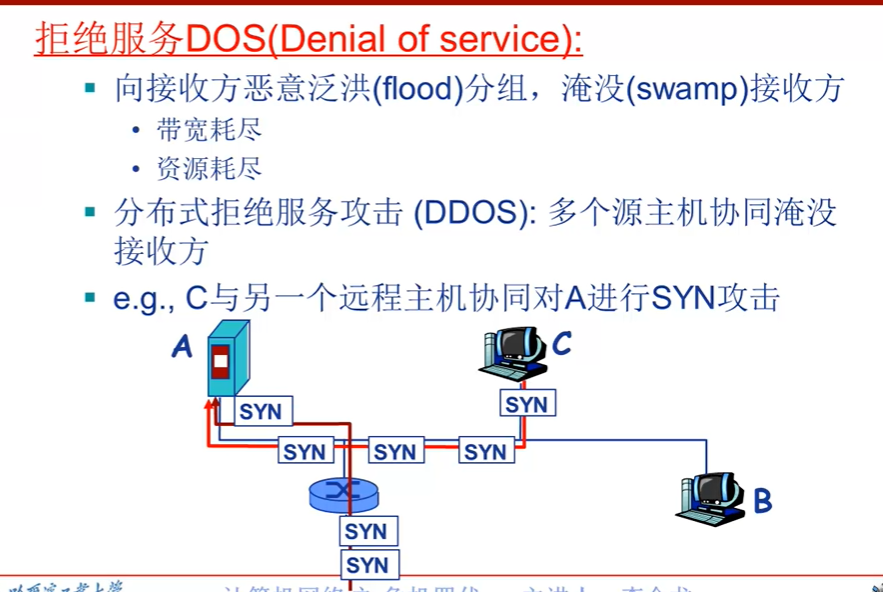 拒绝服务DOS(Denial of service):
▪ 向接收方恶意泛洪(flood)分组，淹没(swamp)接收方
• 带宽耗尽
• 资源耗尽
▪ 分布式拒绝服务攻击 (DDOS): 多个源主机协同淹没
接收方
▪ e.g., C与另一个远程主机协同对A进行SYN攻击
A
C
SYN
SYN
SYN
SYN
SYN
B
SYN
SYN